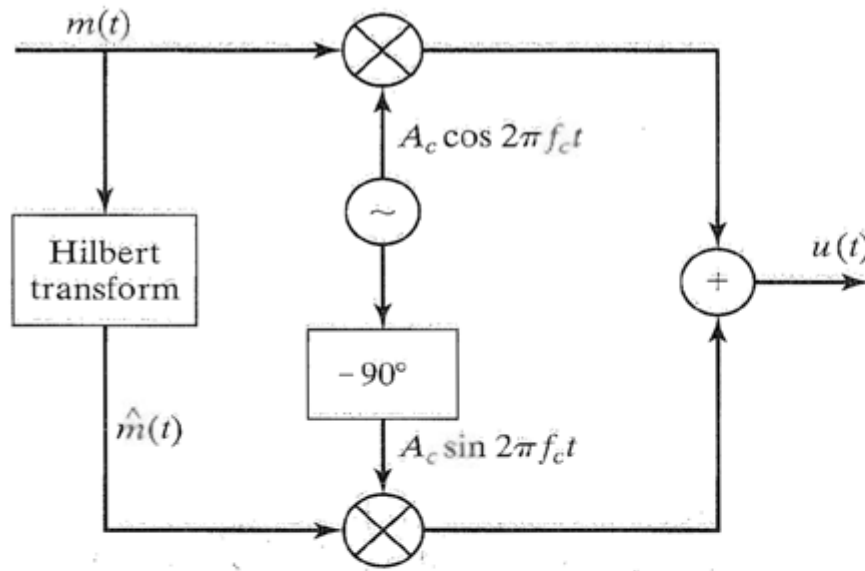 m(t)
A_c cos 2πf_ct
~
Hilbert
transform
+
u(t)
−90°
m̂(t)
A_c sin 2πf_ct